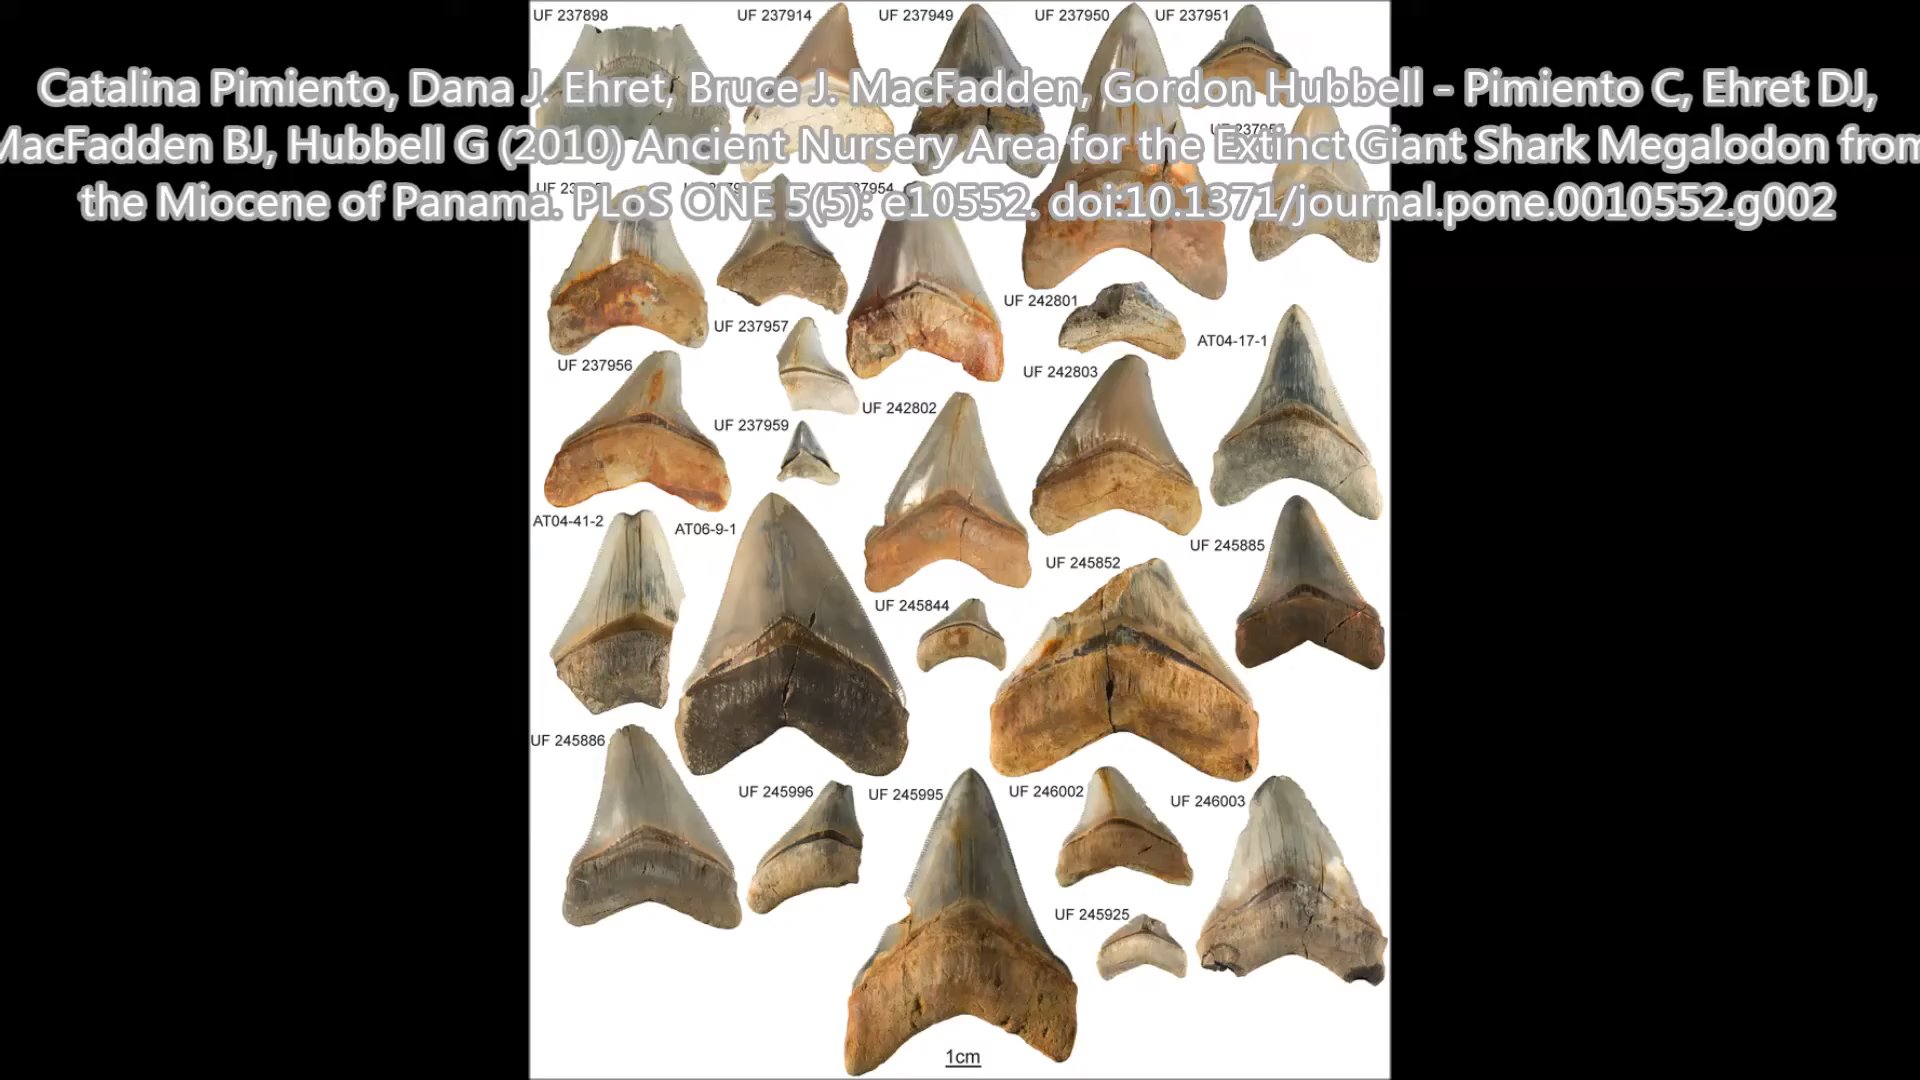 UF 237898
UF 237914
UF 237949
UF 237950
UF 237951
Catalina Pimiento, Dana J. Ehret, Bruce J. MacFadden, Gordon Hubbell - Pimiento C, Ehret DJ,
MacFadden BJ, Hubbell G (2010) Ancient Nursery Area for the Extinct Giant Shark Megalodon from
the Miocene of Panama. PLoS ONE 5(5): e10552. doi:10.1371/journal.pone.0010552.g002
UF 242801
UF 237957
AT04-17-1
UF 237956
UF 242803
UF 242802
UF 237959
AT04-41-2
AT06-9-1
UF 245885
UF 245852
UF 245844
UF 245886
UF 245996
UF 245995
UF 246002
UF 246003
UF 245925
1cm